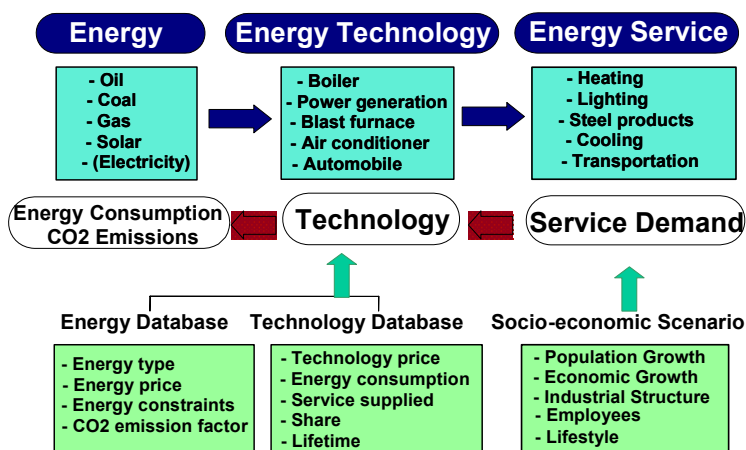 Energy
Energy Technology
Energy Service
- Oil
- Coal
- Gas
- Solar
- (Electricity)
- Boiler
- Power generation
- Blast furnace
- Air conditioner
- Automobile
- Heating
- Lighting
- Steel products
- Cooling
- Transportation
Energy Consumption
CO2 Emissions
Technology
Service Demand
Energy Database
Technology Database
Socio-economic Scenario
- Energy type
- Energy price
- Energy constraints
- CO2 emission factor
- Technology price
- Energy consumption
- Service supplied
- Share
- Lifetime
- Population Growth
- Economic Growth
- Industrial Structure
- Employees
- Lifestyle